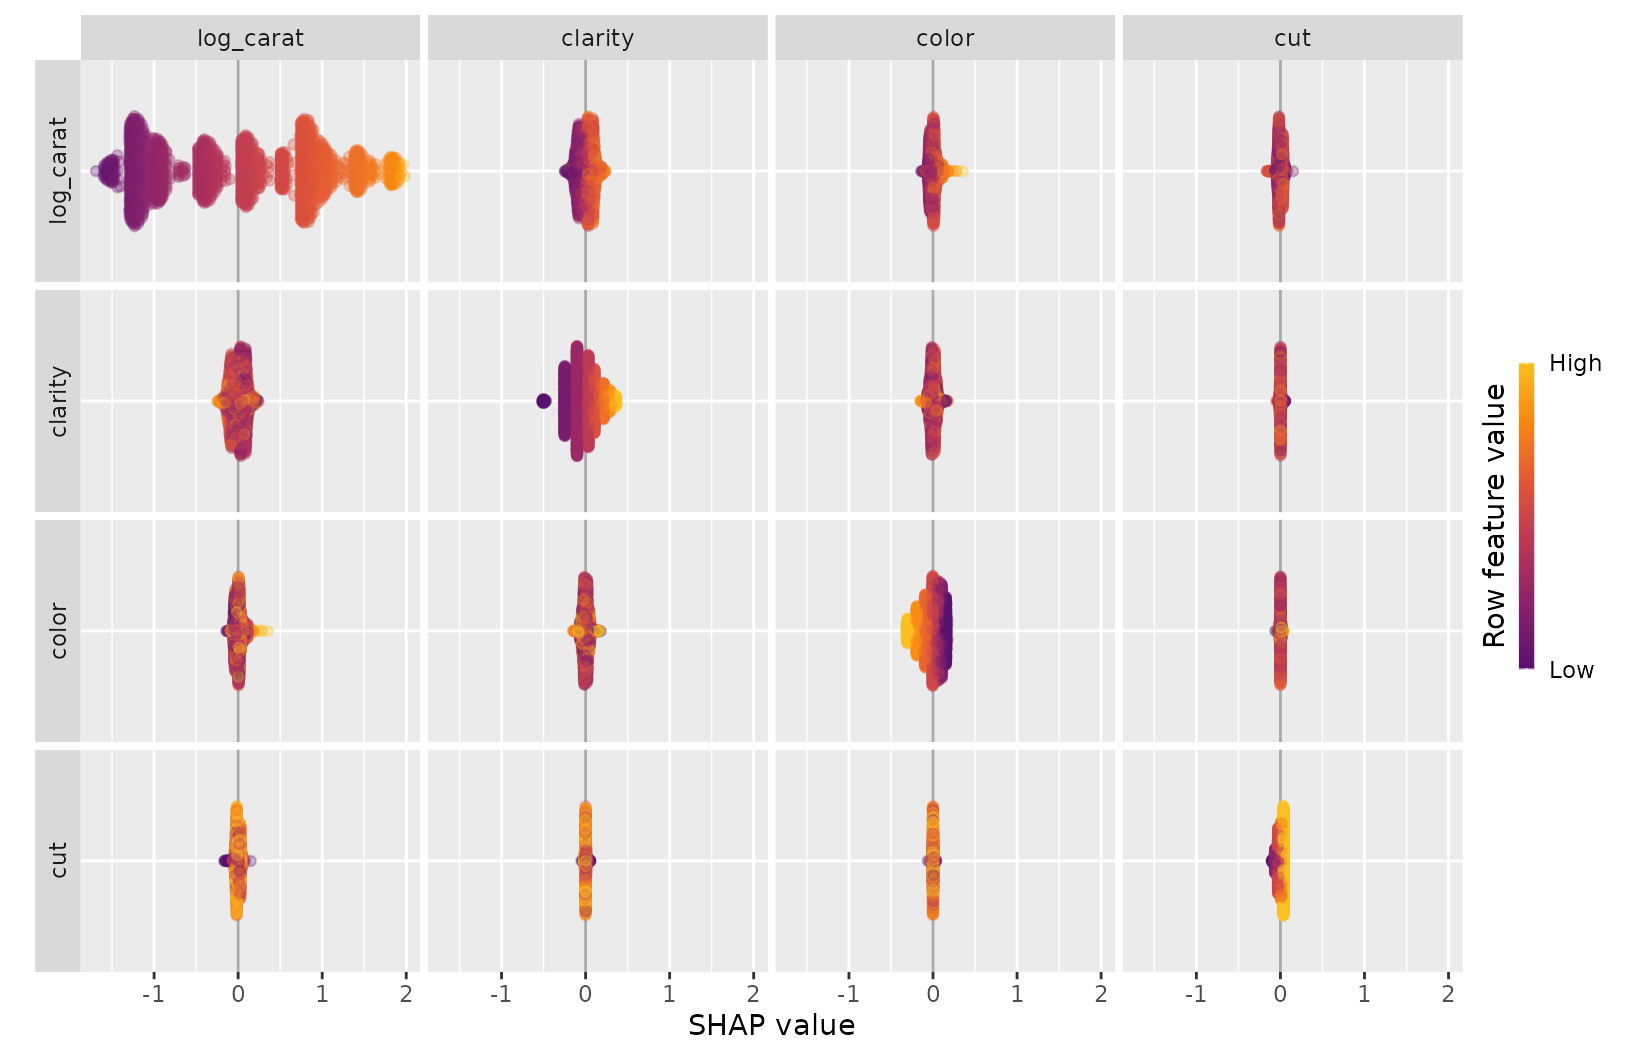 log_carat
clarity
color
cut
log_carat
clarity
color
cut
High
Low
Row feature value
-1 0 1 2
-1 0 1 2
-1 0 1 2
-1 0 1 2
SHAP value